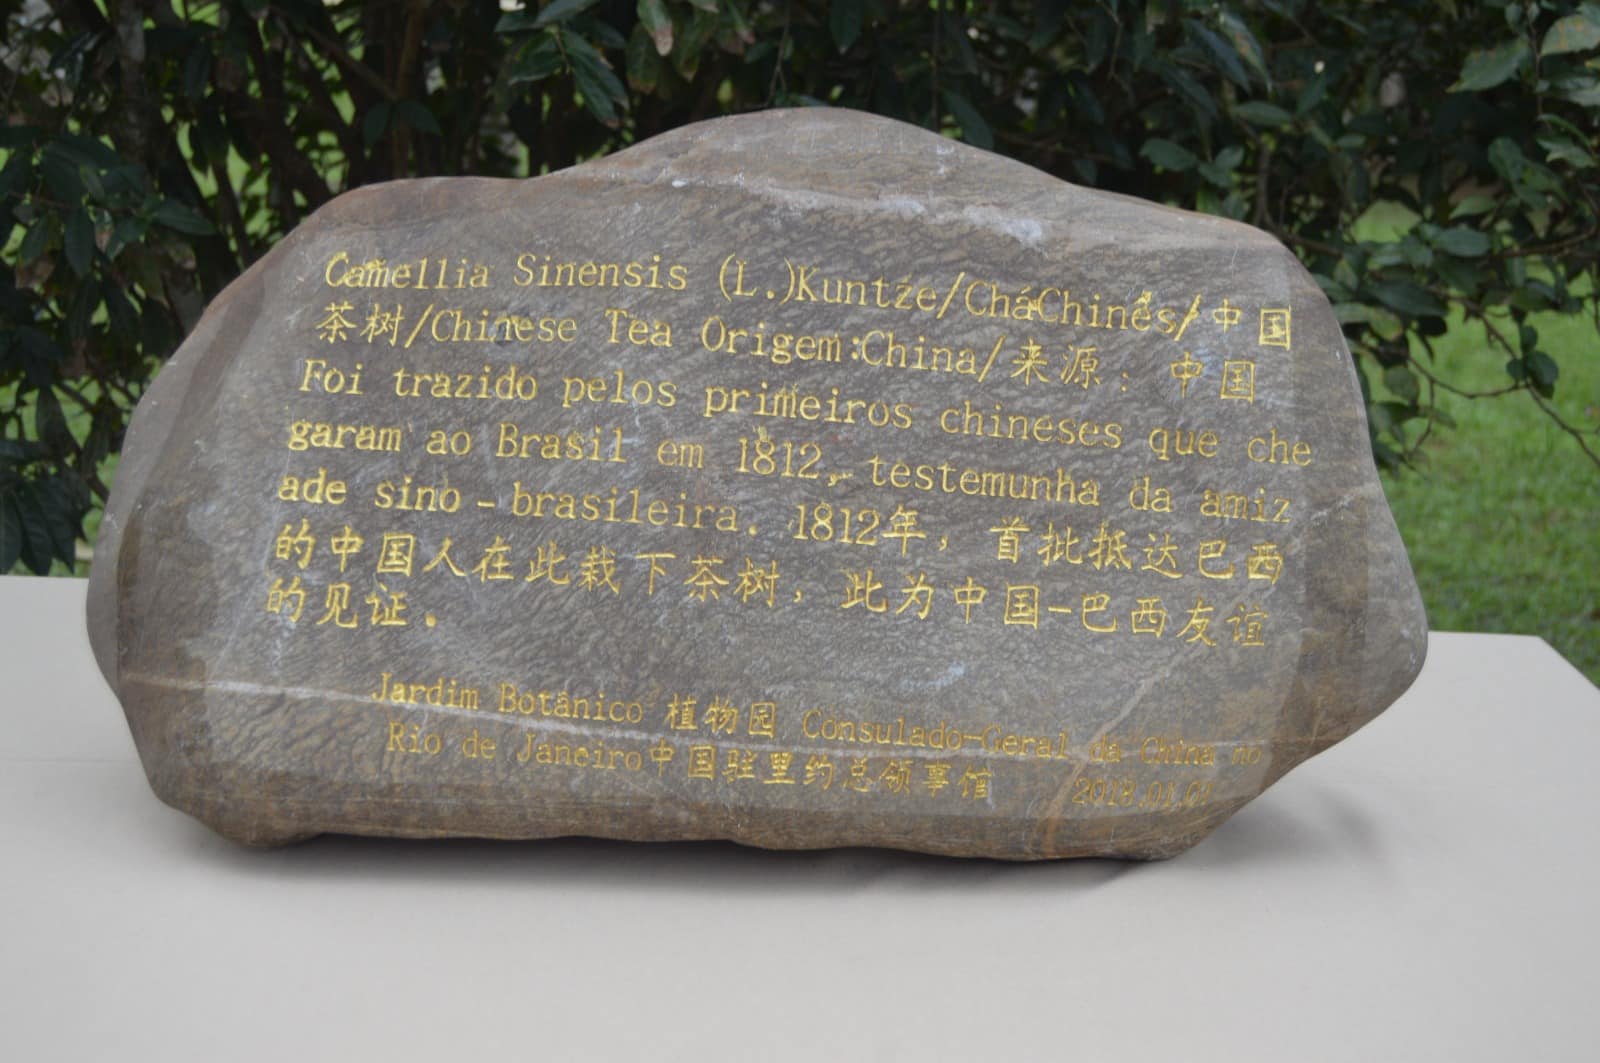 Camellia Sinensis (L.)Kuntze/CháChinês/中国
茶树/Chinese Tea Origem:China/来源：中国
Foi trazido pelos primeiros chineses que che
garam ao Brasil em 1812, testemunha da amiz
ade sino-brasileira. 1812年，首批抵达巴西
的中国人在此栽下茶树，此为中国-巴西友谊
的见证.
Jardim Botânico 植物园 Consulado-Geral da China no
Rio de Janeiro中国驻里约总领事馆 2018.01.01